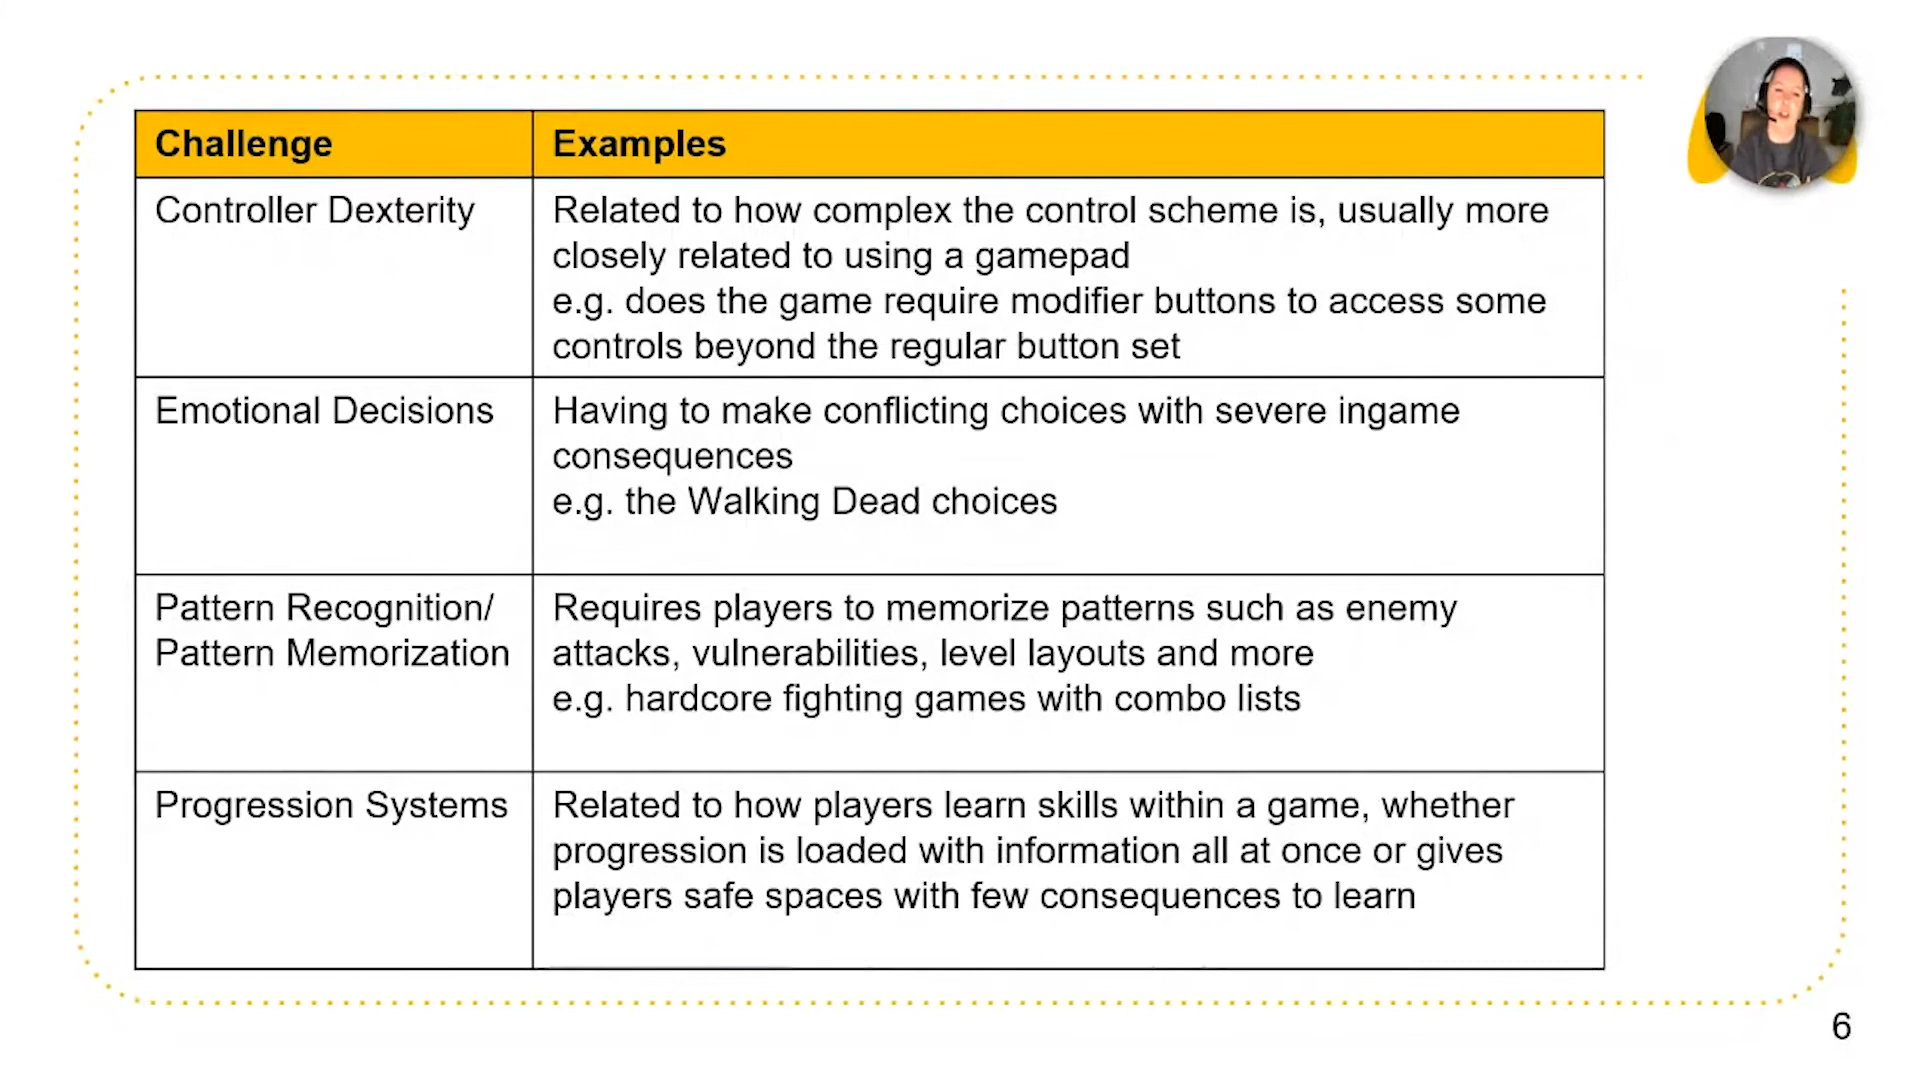 Challenge
Examples
Controller Dexterity
Related to how complex the control scheme is, usually more
closely related to using a gamepad
e.g. does the game require modifier buttons to access some
controls beyond the regular button set
Emotional Decisions
Having to make conflicting choices with severe ingame
consequences
e.g. the Walking Dead choices
Pattern Recognition/
Pattern Memorization
Requires players to memorize patterns such as enemy
attacks, vulnerabilities, level layouts and more
e.g. hardcore fighting games with combo lists
Progression Systems
Related to how players learn skills within a game, whether
progression is loaded with information all at once or gives
players safe spaces with few consequences to learn
6